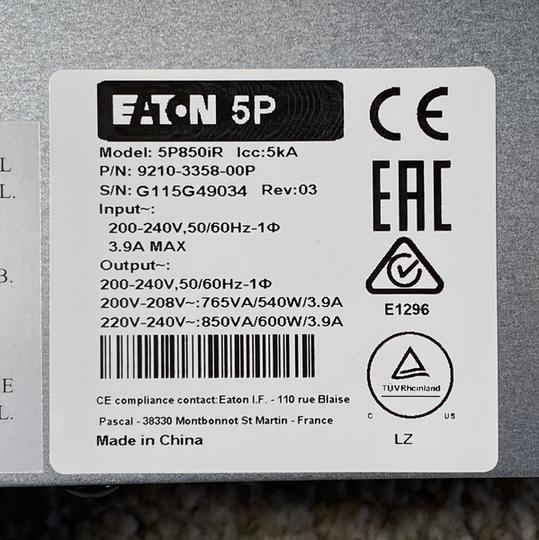 EATON 5P
Model: 5P850iR Icc:5kA
P/N: 9210-3358-00P
S/N: G115G49034 Rev:03
Input~:
200-240V,50/60Hz-1Φ
3.9A MAX
Output~:
200-240V,50/60Hz-1Φ
200V-208V~:765VA/540W/3.9A
220V-240V~:850VA/600W/3.9A
CE compliance contact:Eaton I.F. - 110 rue Blaise
Pascal - 38330 Montbonnot St Martin - France
Made in China
CE
EAC
E1296
TÜVRheinland
C US
LZ
L
L.
B.
E
L.